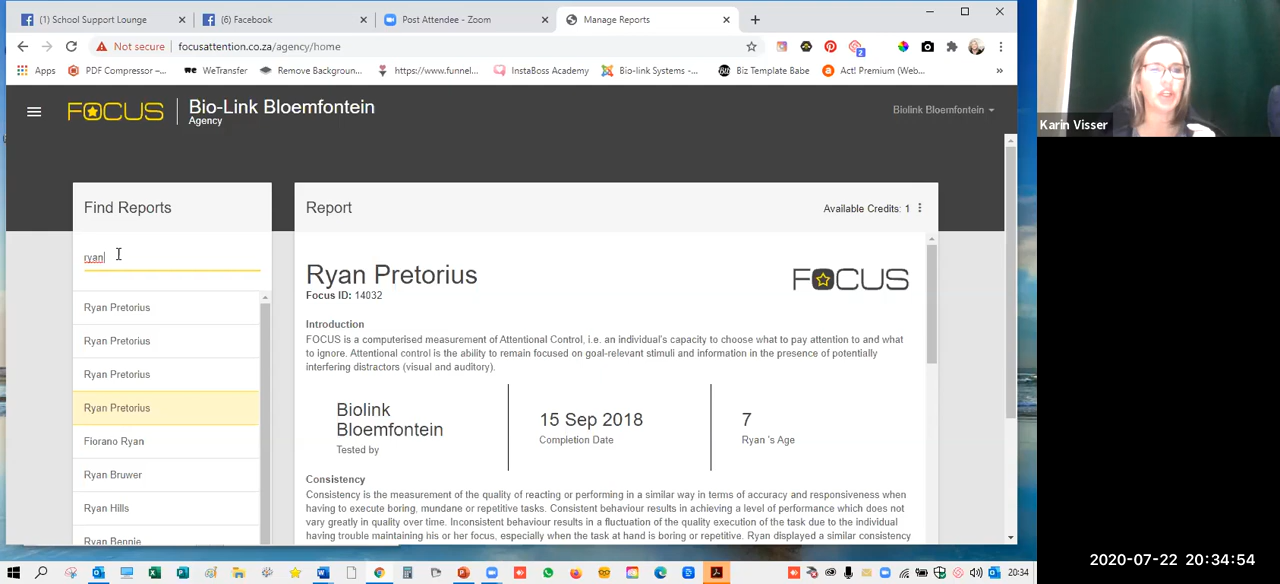 (1) School Support Lounge
(6) Facebook
Post Attendee - Zoom
Manage Reports
Not secure
focusattention.co.za/agency/home
2
Apps
PDF Compressor –...
WeTransfer
Remove Backgroun...
https://www.funnel...
InstaBoss Academy
Bio-link Systems -...
Biz Template Babe
Act! Premium (Web...
FOCUS
Bio-Link Bloemfontein
Agency
Biolink Bloemfontein
Karin Visser
Find Reports
ryan
Ryan Pretorius
Ryan Pretorius
Ryan Pretorius
Ryan Pretorius
Fiorano Ryan
Ryan Bruwer
Ryan Hills
Ryan Bennie
Report
Available Credits: 1
Ryan Pretorius
Focus ID: 14032
FOCUS
Introduction
FOCUS is a computerised measurement of Attentional Control, i.e. an individual's capacity to choose what to pay attention to and what
to ignore. Attentional control is the ability to remain focused on goal-relevant stimuli and information in the presence of potentially
interfering distractors (visual and auditory).
Biolink
Bloemfontein
Tested by
15 Sep 2018
Completion Date
7
Ryan 's Age
Consistency
Consistency is the measurement of the quality of reacting or performing in a similar way in terms of accuracy and responsiveness when
having to execute boring, mundane or repetitive tasks. Consistent behaviour results in achieving a level of performance which does not
vary greatly in quality over time. Inconsistent behaviour results in a fluctuation of the quality execution of the task due to the individual
having trouble maintaining his or her focus, especially when the task at hand is boring or repetitive. Ryan displayed a similar consistency
20:34
2020-07-22 20:34:54